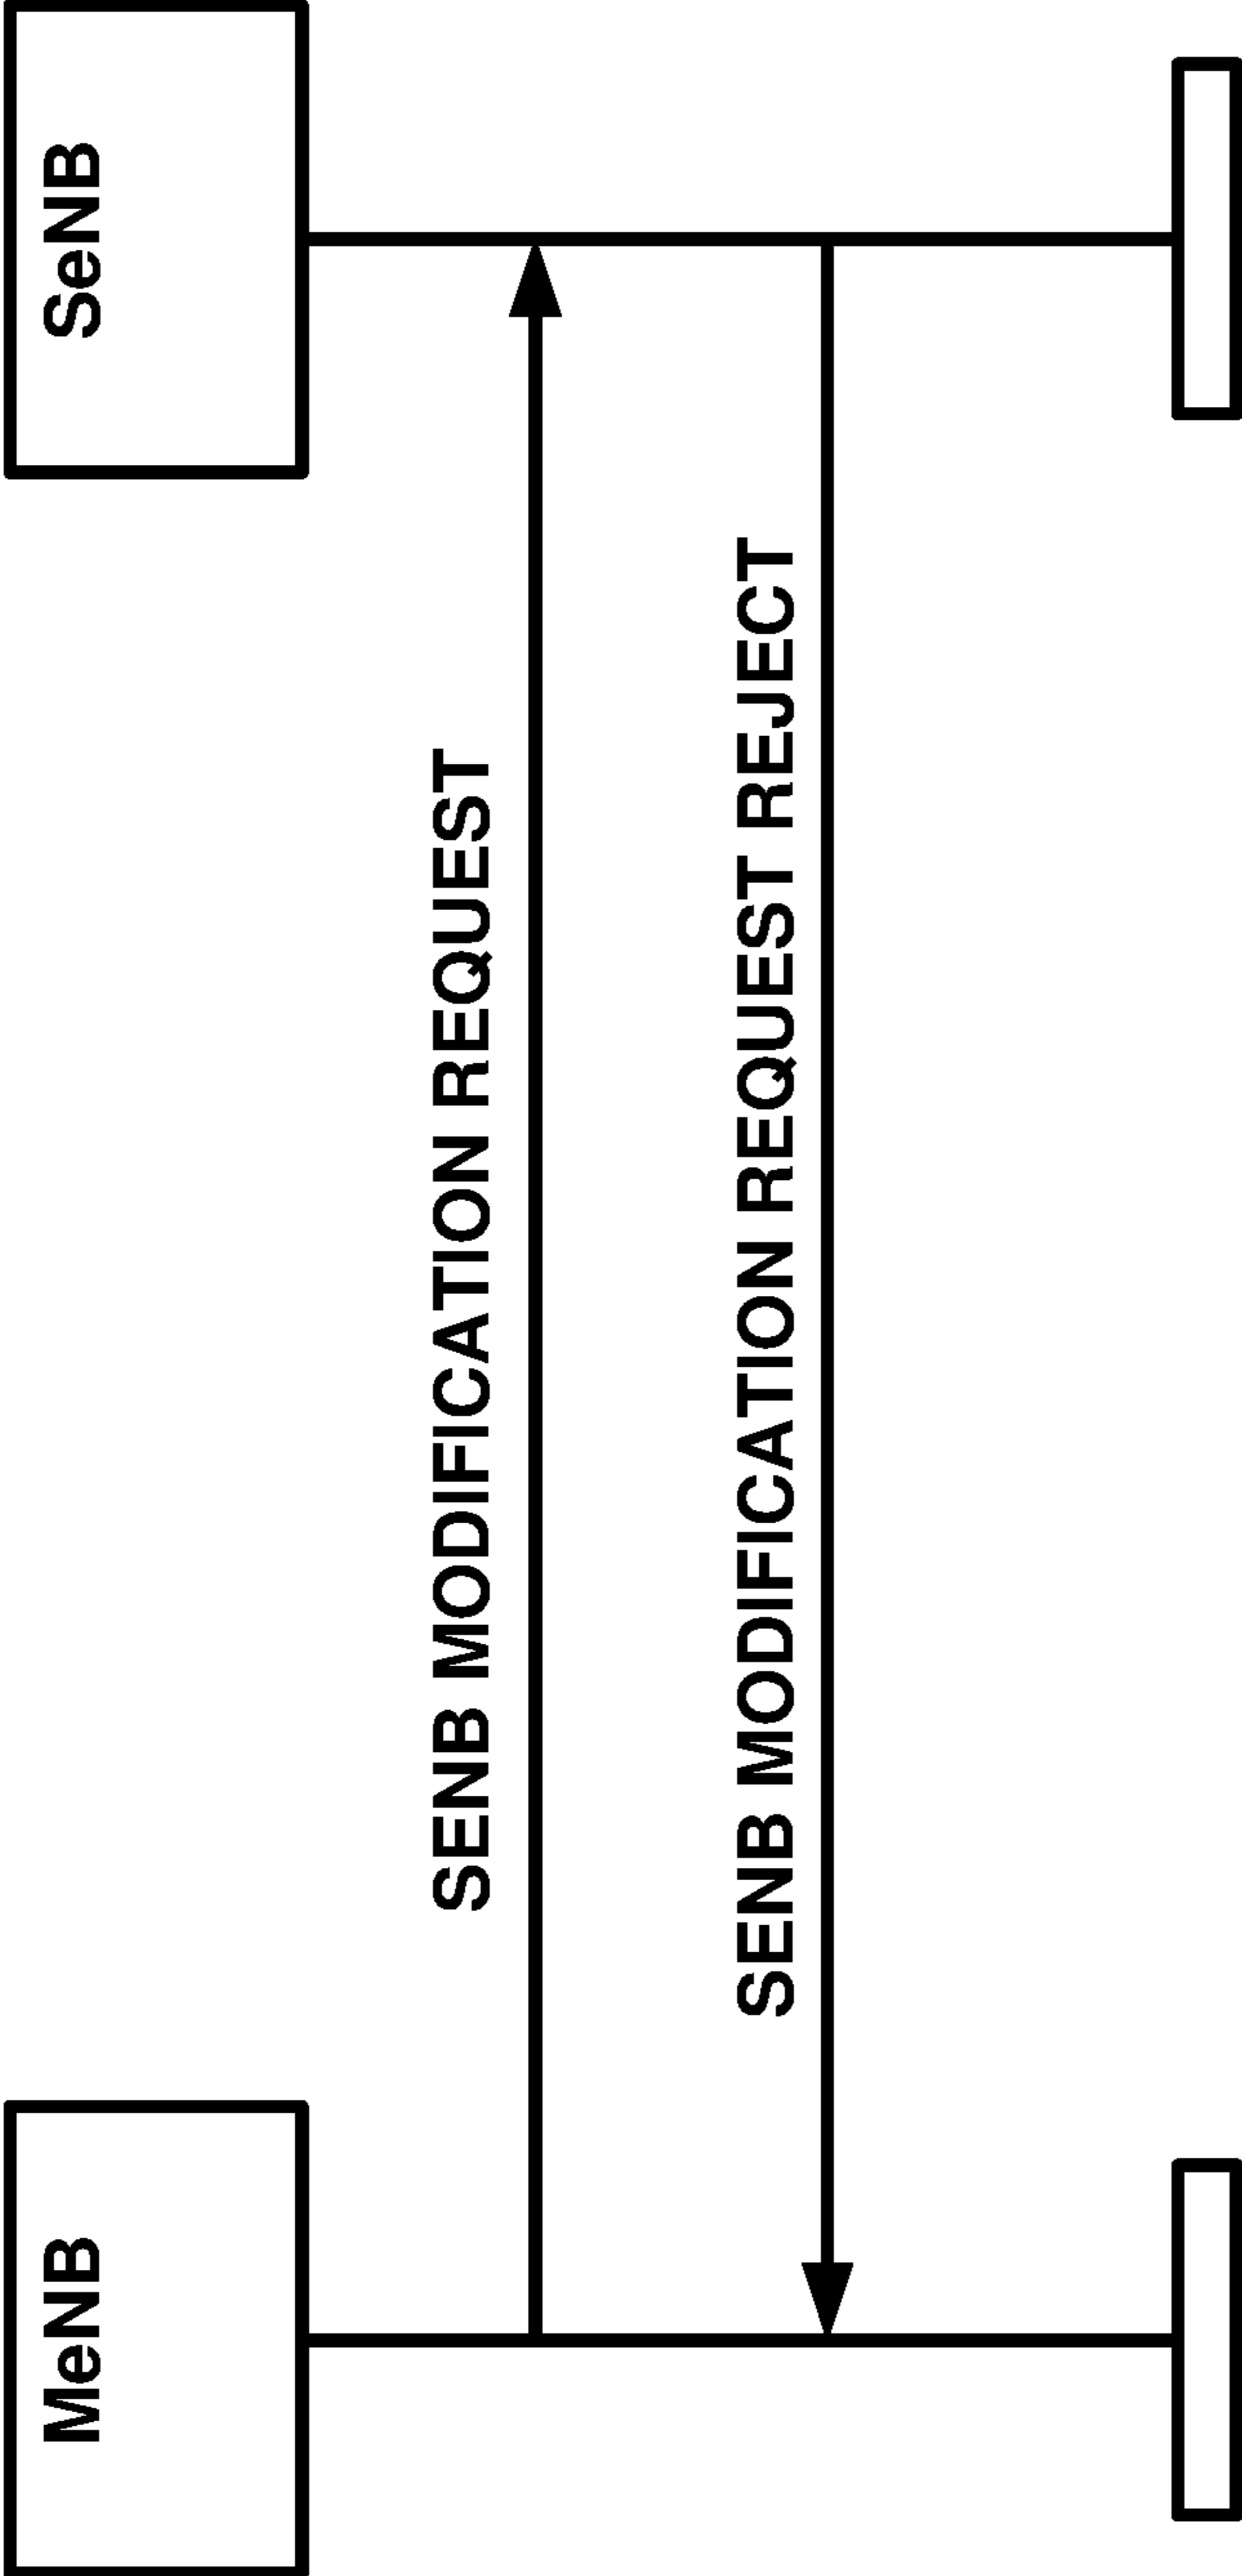 MeNB
SeNB
SENB MODIFICATION REQUEST
SENB MODIFICATION REQUEST REJECT